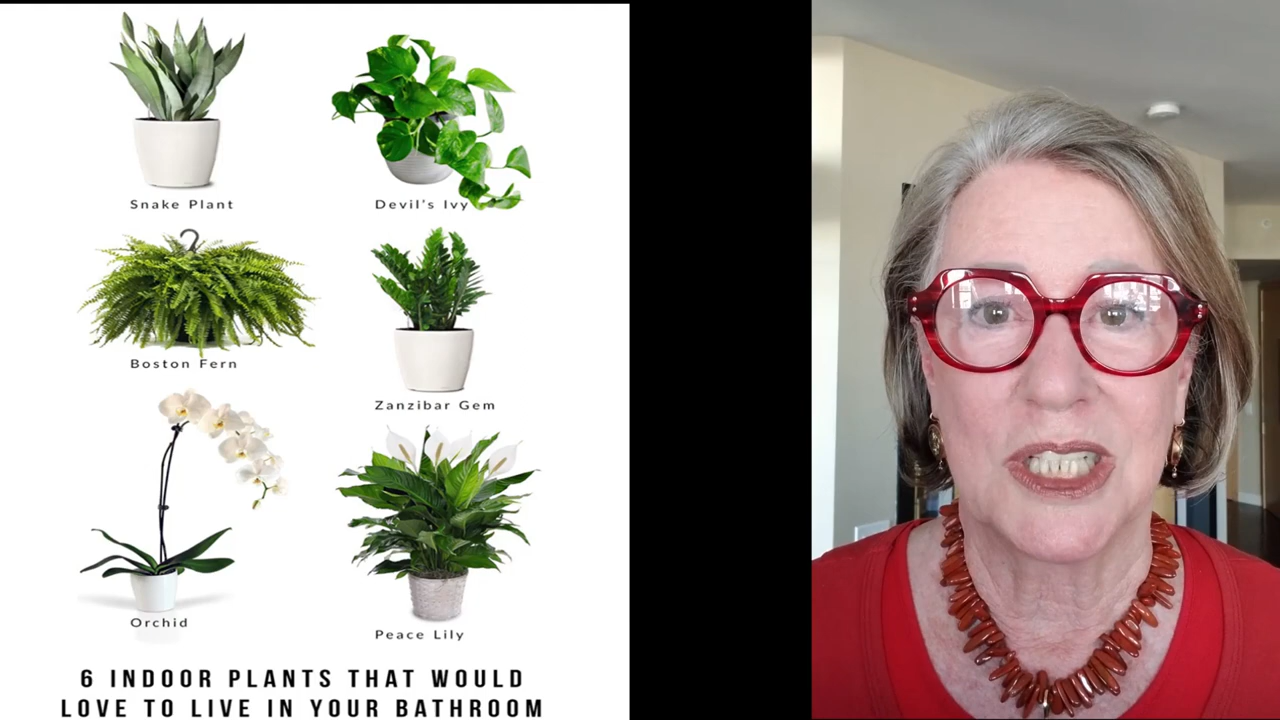 Snake Plant
Devil's Ivy
Boston Fern
Zanzibar Gem
Orchid
Peace Lily
6 INDOOR PLANTS THAT WOULD
LOVE TO LIVE IN YOUR BATHROOM